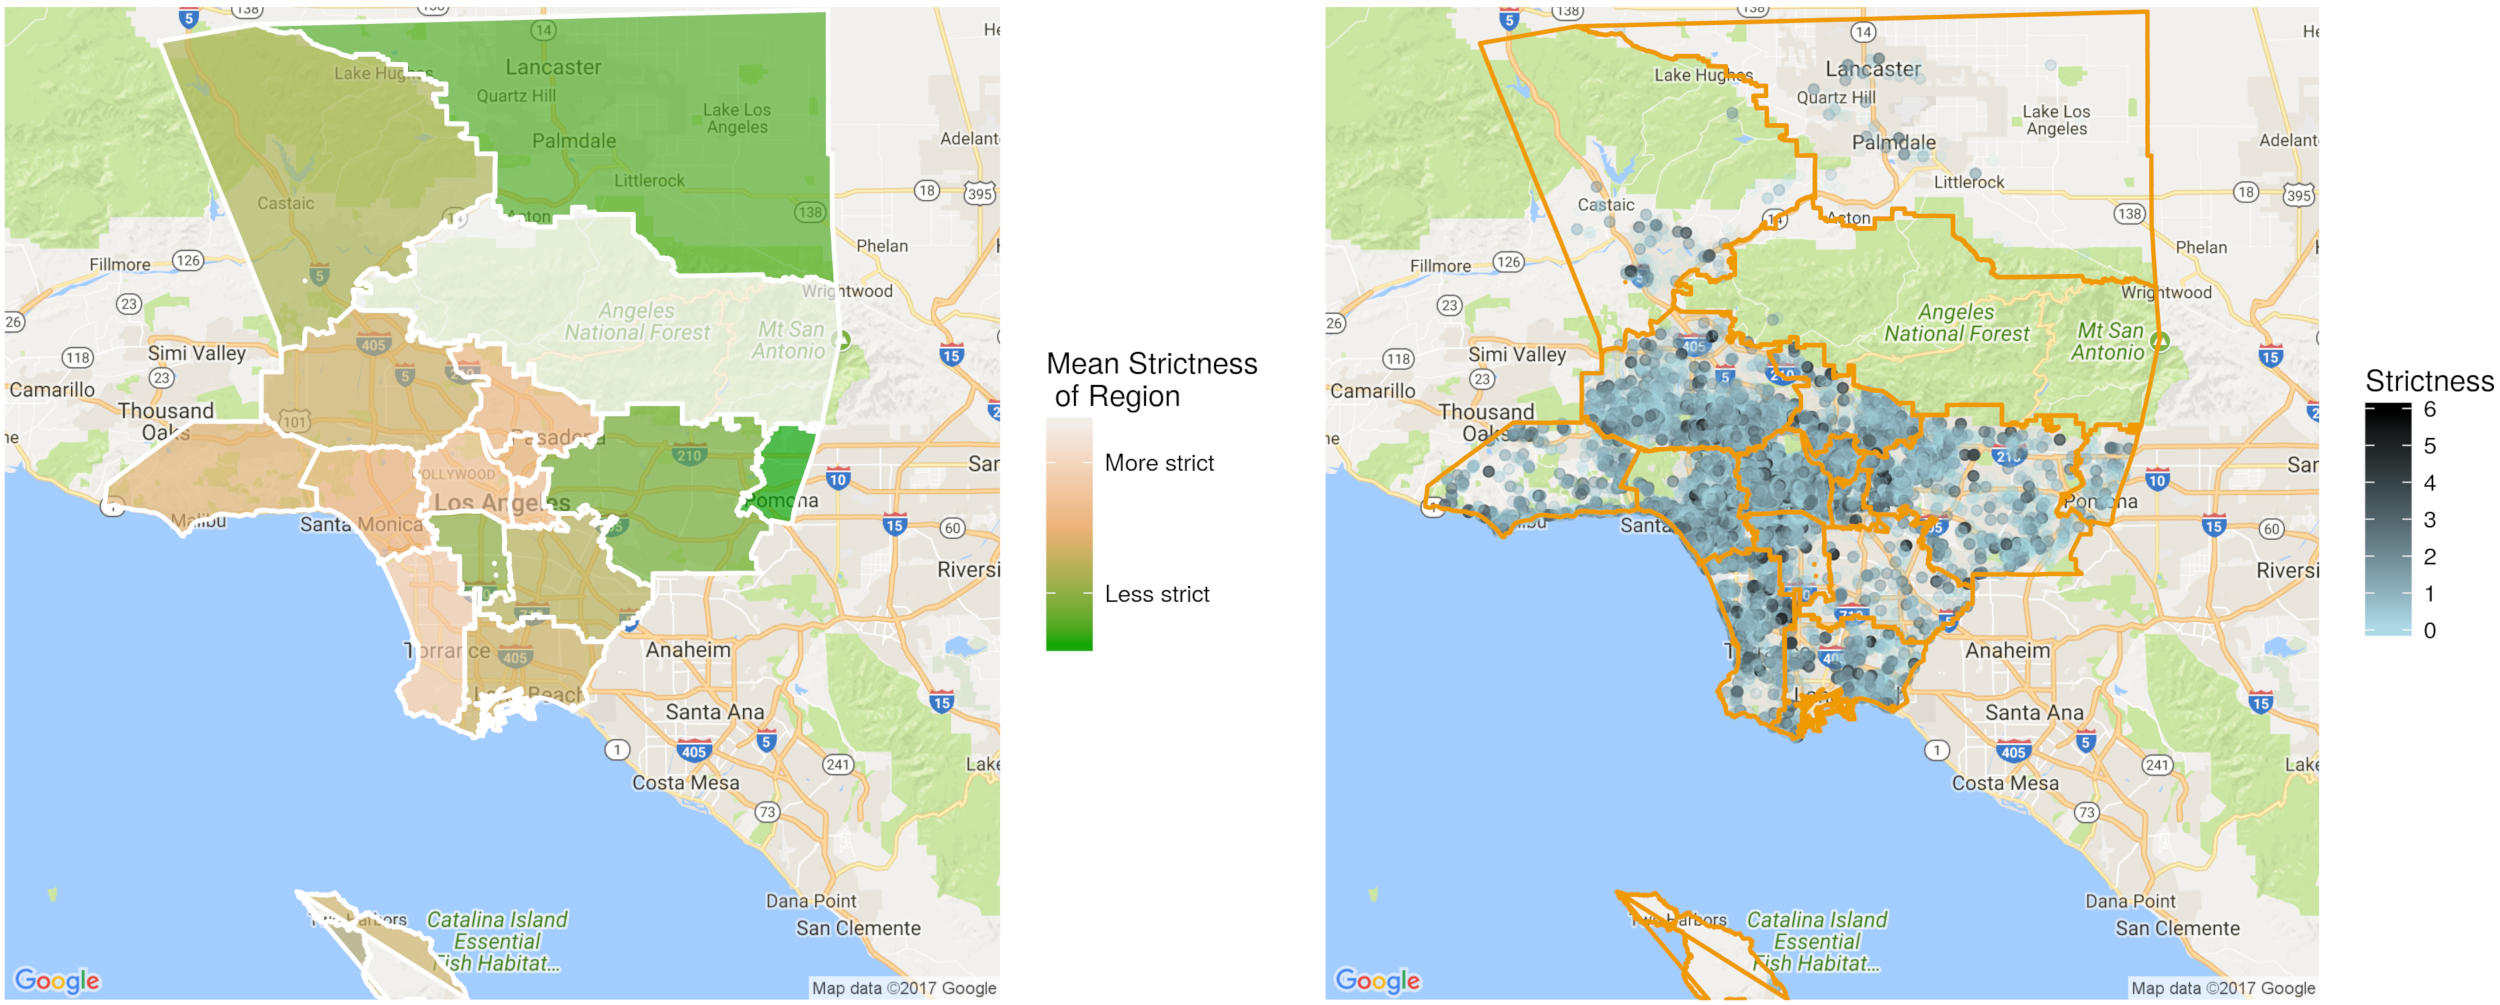 5
138
138
14
He
Lake Hughes
Lancaster
Quartz Hill
Lake Los
Angeles
Palmdale
Adelant
Littlerock
18
395
Castaic
14
Acton
138
Phelan
Fillmore
126
5
Wrightwood
23
26
Angeles
National Forest
Mt San
Antonio
118
Simi Valley
405
15
Camarillo
23
5
210
Thousand
Oaks
101
Pasadena
210
HOLLYWOOD
10
San
Los Angeles
Pomona
Malibu
Santa Monica
15
60
Riversi
710
5
Torrance
405
Anaheim
Long Beach
15
Santa Ana
1
405
5
241
Lake
Costa Mesa
73
Dana Point
San Clemente
Two Harbors
Catalina Island
Essential
Fish Habitat...
Google
Map data ©2017 Google
Mean Strictness
of Region
More strict
Less strict
5
138
138
14
He
Lake Hughes
Lancaster
Quartz Hill
Lake Los
Angeles
Palmdale
Adelant
Littlerock
18
395
Castaic
14
Acton
138
Phelan
Fillmore
126
5
Wrightwood
23
26
Angeles
National Forest
Mt San
Antonio
118
Simi Valley
405
15
Camarillo
23
5
210
Thousand
Oaks
210
10
San
Pomona
Santa
15
60
Riversi
710
5
405
Anaheim
15
Santa Ana
1
405
5
241
Lake
Costa Mesa
73
Dana Point
San Clemente
Two Harbors
Catalina Island
Essential
Fish Habitat...
Google
Map data ©2017 Google
Strictness
6
5
4
3
2
1
0